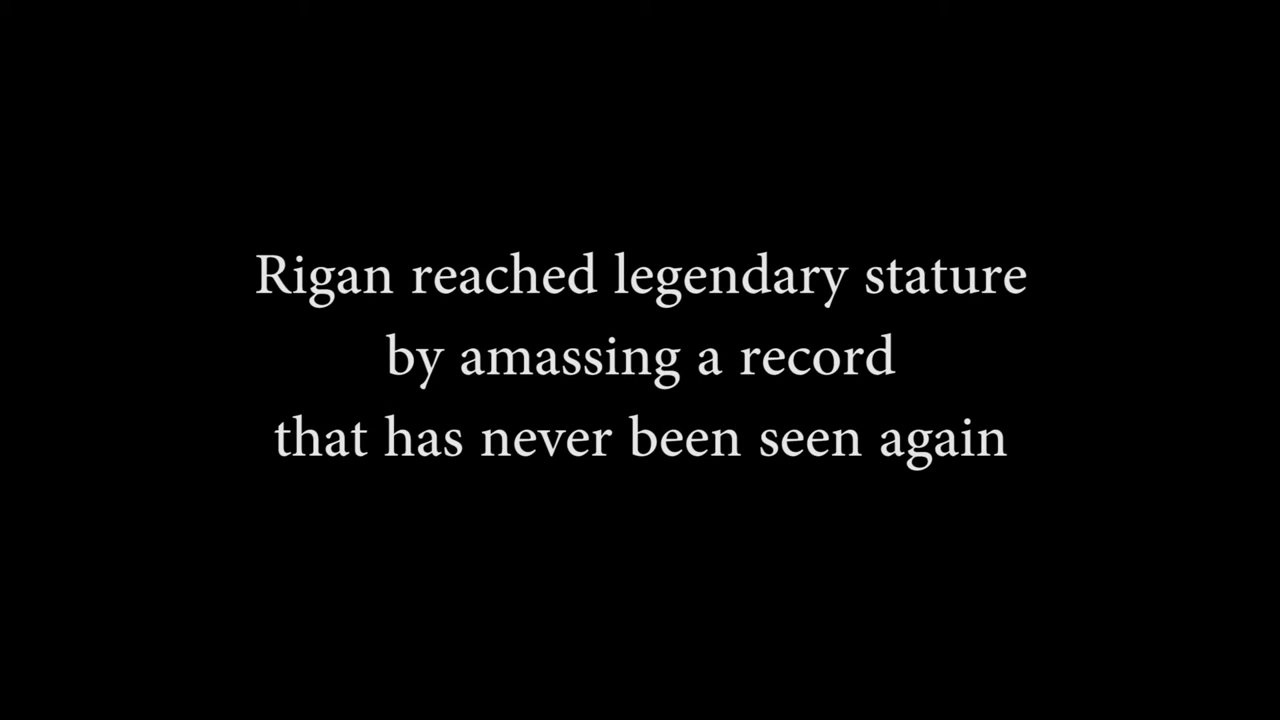 Rigan reached legendary stature
by amassing a record
that has never been seen again